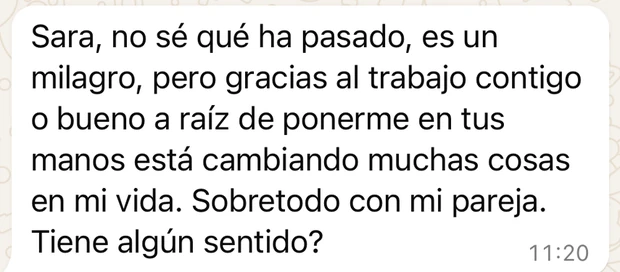 Sara, no sé qué ha pasado, es un
milagro, pero gracias al trabajo contigo
o bueno a raíz de ponerme en tus
manos está cambiando muchas cosas
en mi vida. Sobretodo con mi pareja.
Tiene algún sentido?
11:20